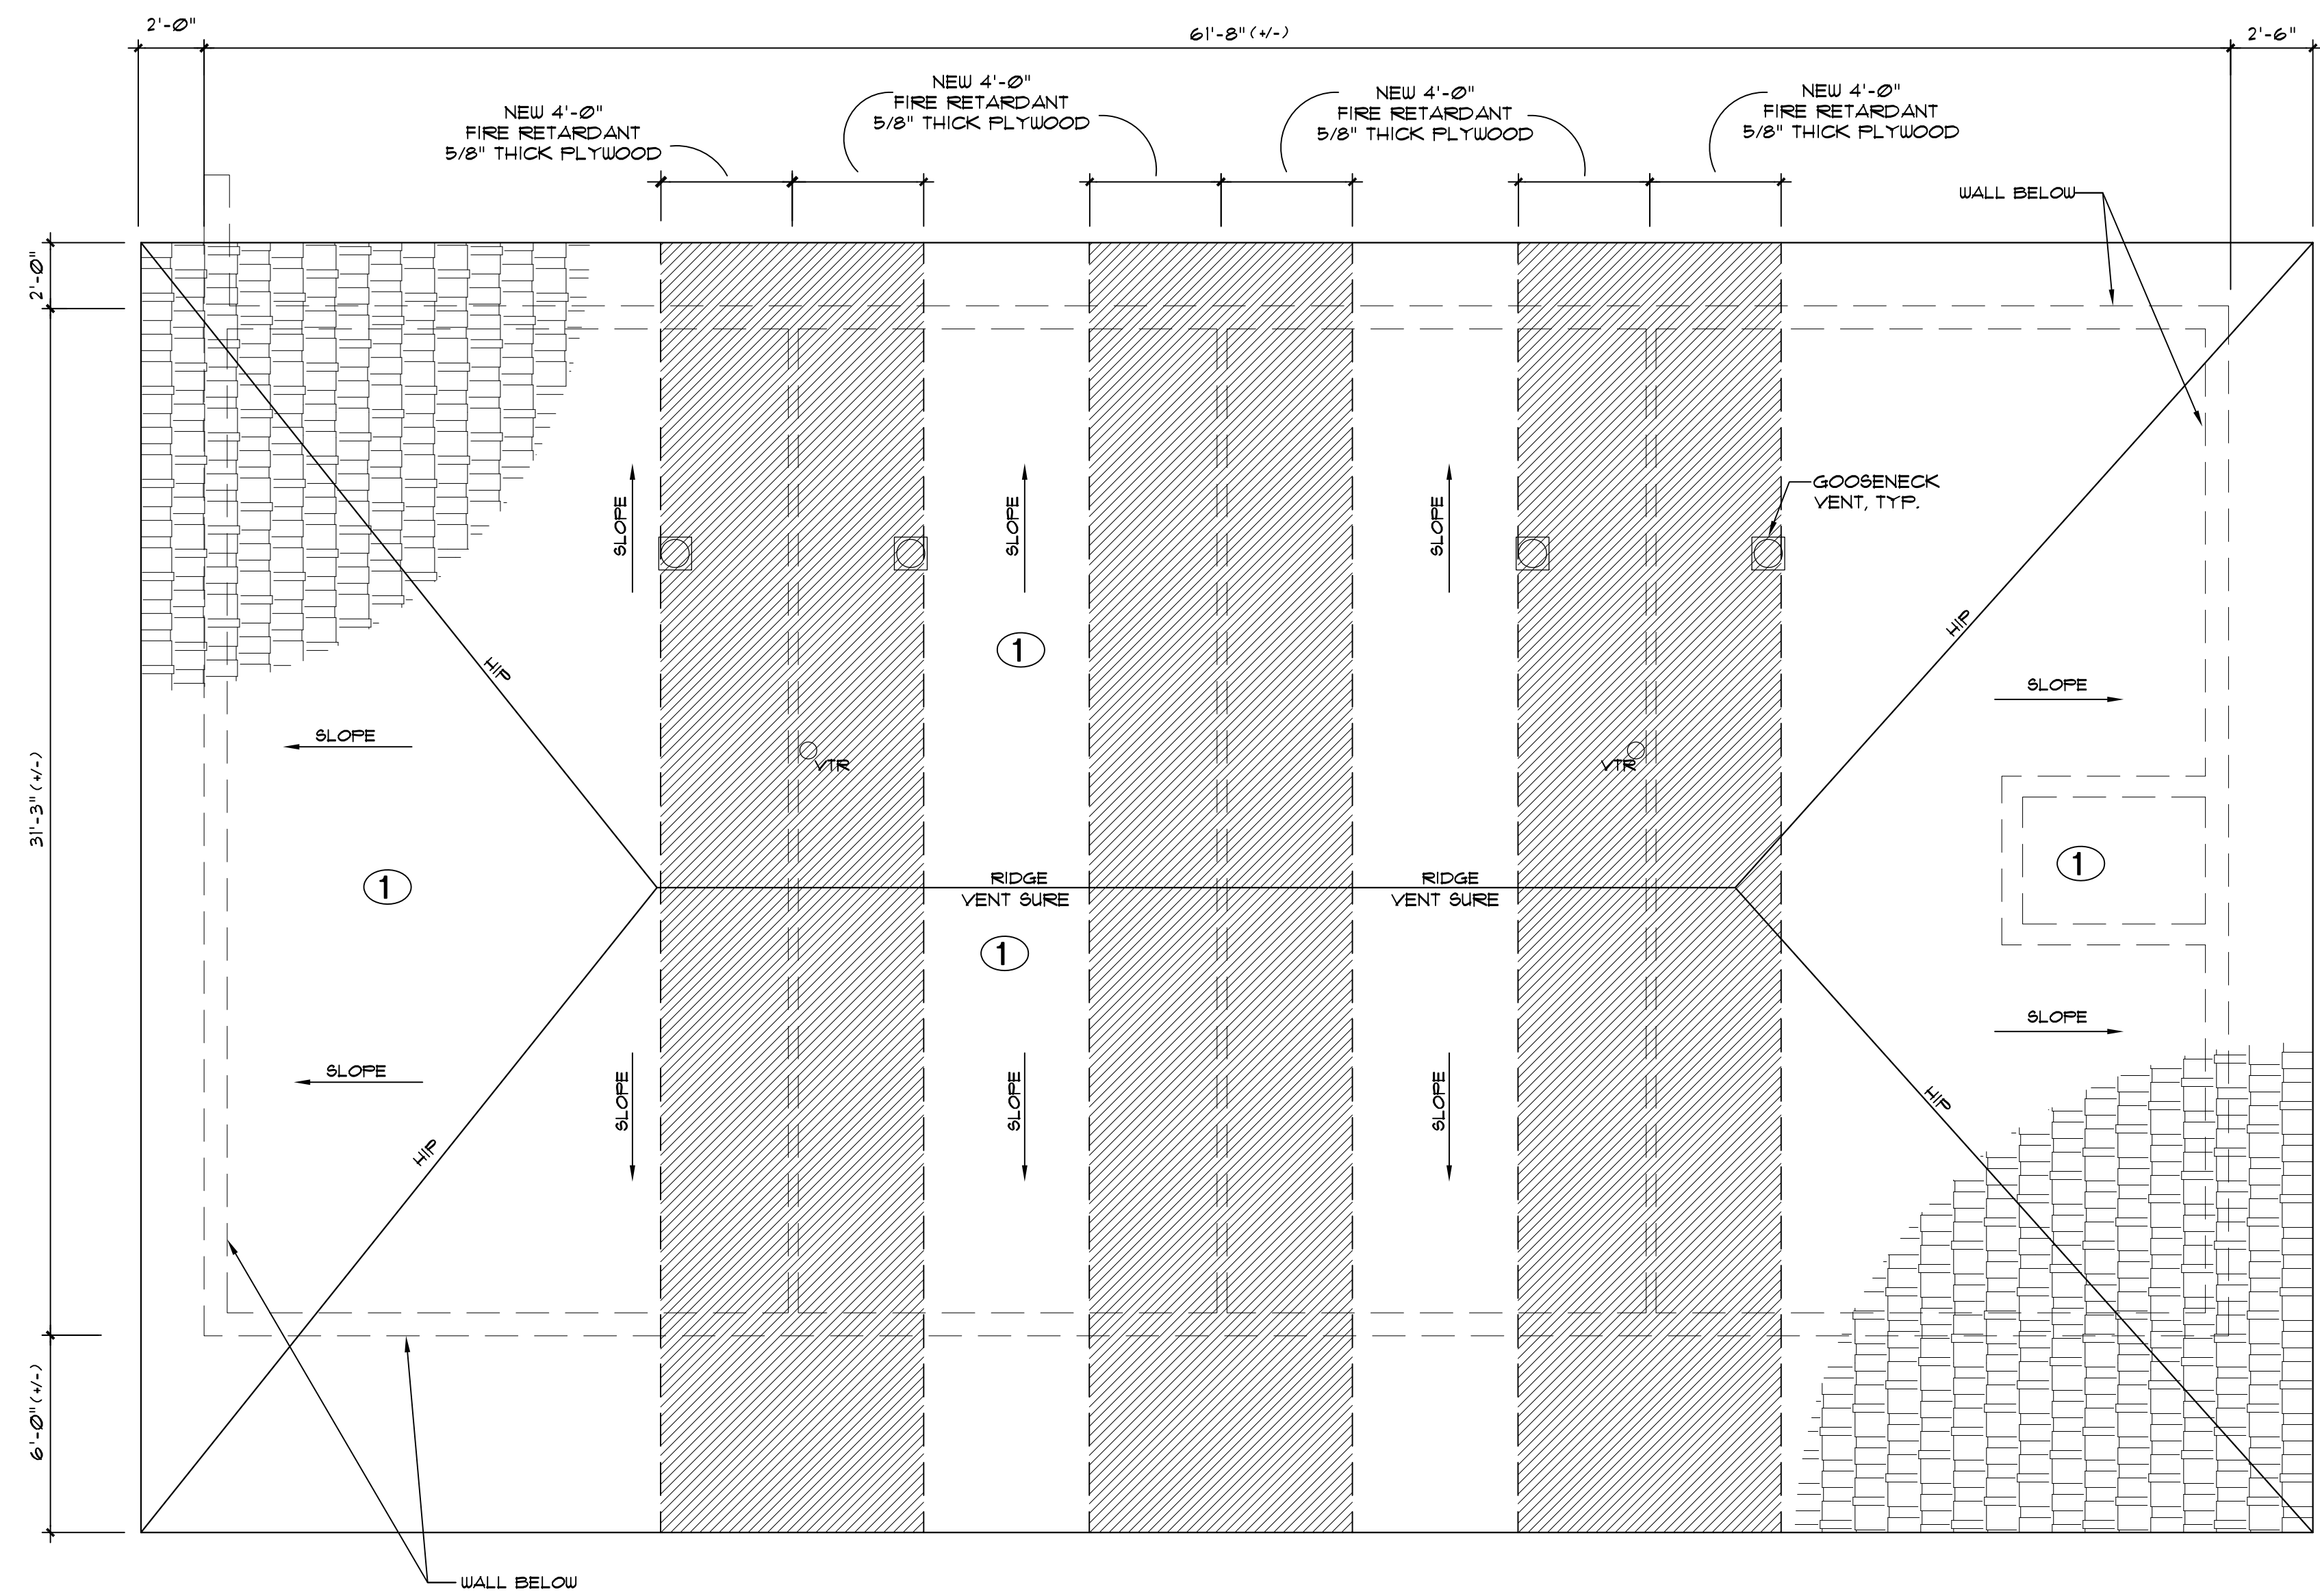 2'-0"
61'-8" (+/-)
2'-6"
NEW 4'-0"
FIRE RETARDANT
5/8" THICK PLYWOOD
NEW 4'-0"
FIRE RETARDANT
5/8" THICK PLYWOOD
NEW 4'-0"
FIRE RETARDANT
5/8" THICK PLYWOOD
NEW 4'-0"
FIRE RETARDANT
5/8" THICK PLYWOOD
WALL BELOW
2'-0"
GOOSENECK
VENT, TYP.
SLOPE
SLOPE
SLOPE
HIP
1
HIP
SLOPE
SLOPE
VTR
VTR
31'-3" (+/-)
1
1
RIDGE
VENT SURE
RIDGE
VENT SURE
1
SLOPE
SLOPE
SLOPE
SLOPE
SLOPE
HIP
HIP
6'-0" (+/-)
WALL BELOW